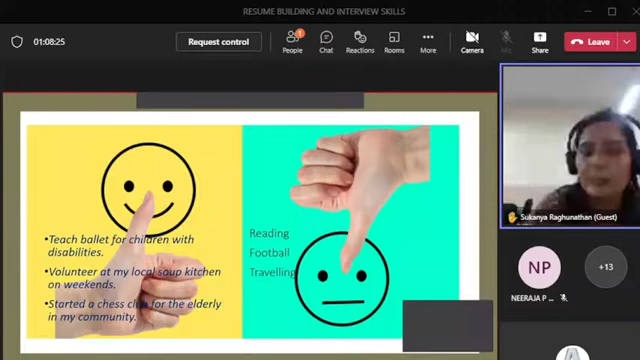 RESUME BUILDING AND INTERVIEW SKILLS
01:08:25
Request control
1
People
Chat
Reactions
Rooms
More
Camera
Mic
Share
Leave
•Teach ballet for children with
disabilities.
•Volunteer at my local soup kitchen
on weekends.
•Started a chess club for the elderly
in my community.
Reading
Football
Travelling
Sukanya Raghunathan (Guest)
NP
+13
NEERAJA P ...